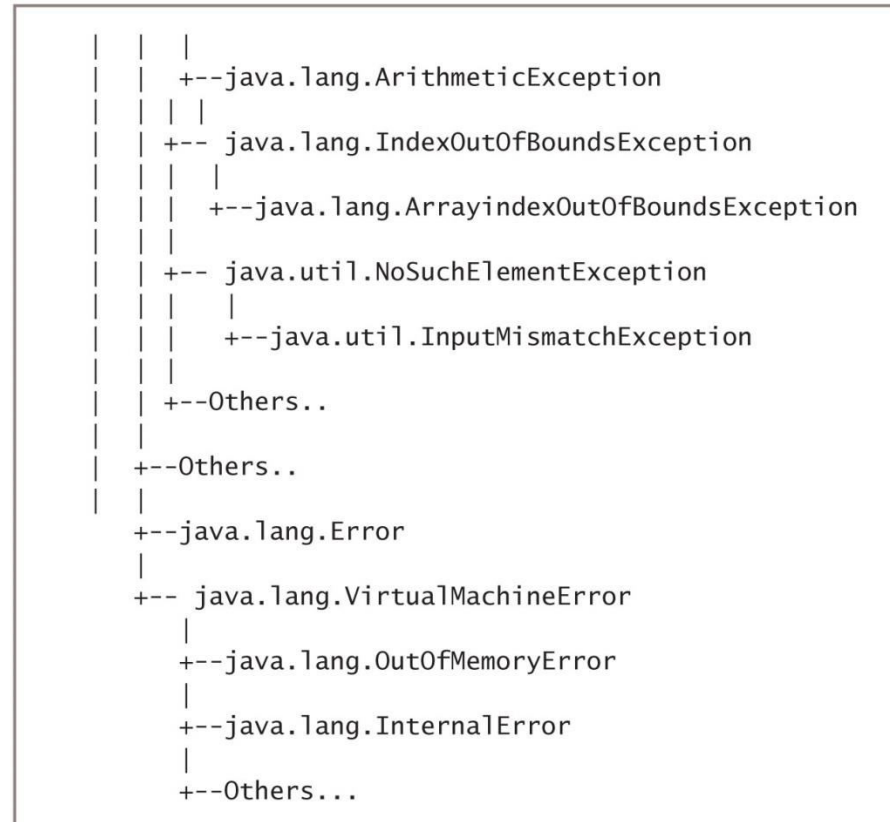 |   |   |
|   |   +--java.lang.ArithmeticException
|   | | |
|   | +-- java.lang.IndexOutOfBoundsException
|   | |   |
|   | |   +--java.lang.ArrayindexOutOfBoundsException
|   | |
|   | +-- java.util.NoSuchElementException
|   | |    |
|   | |    +--java.util.InputMismatchException
|   | |
|   | +--Others..
|   |
|   +--Others..
|   |
    +--java.lang.Error
    |
    +-- java.lang.VirtualMachineError
        |
        +--java.lang.OutOfMemoryError
        |
        +--java.lang.InternalError
        |
        +--Others...